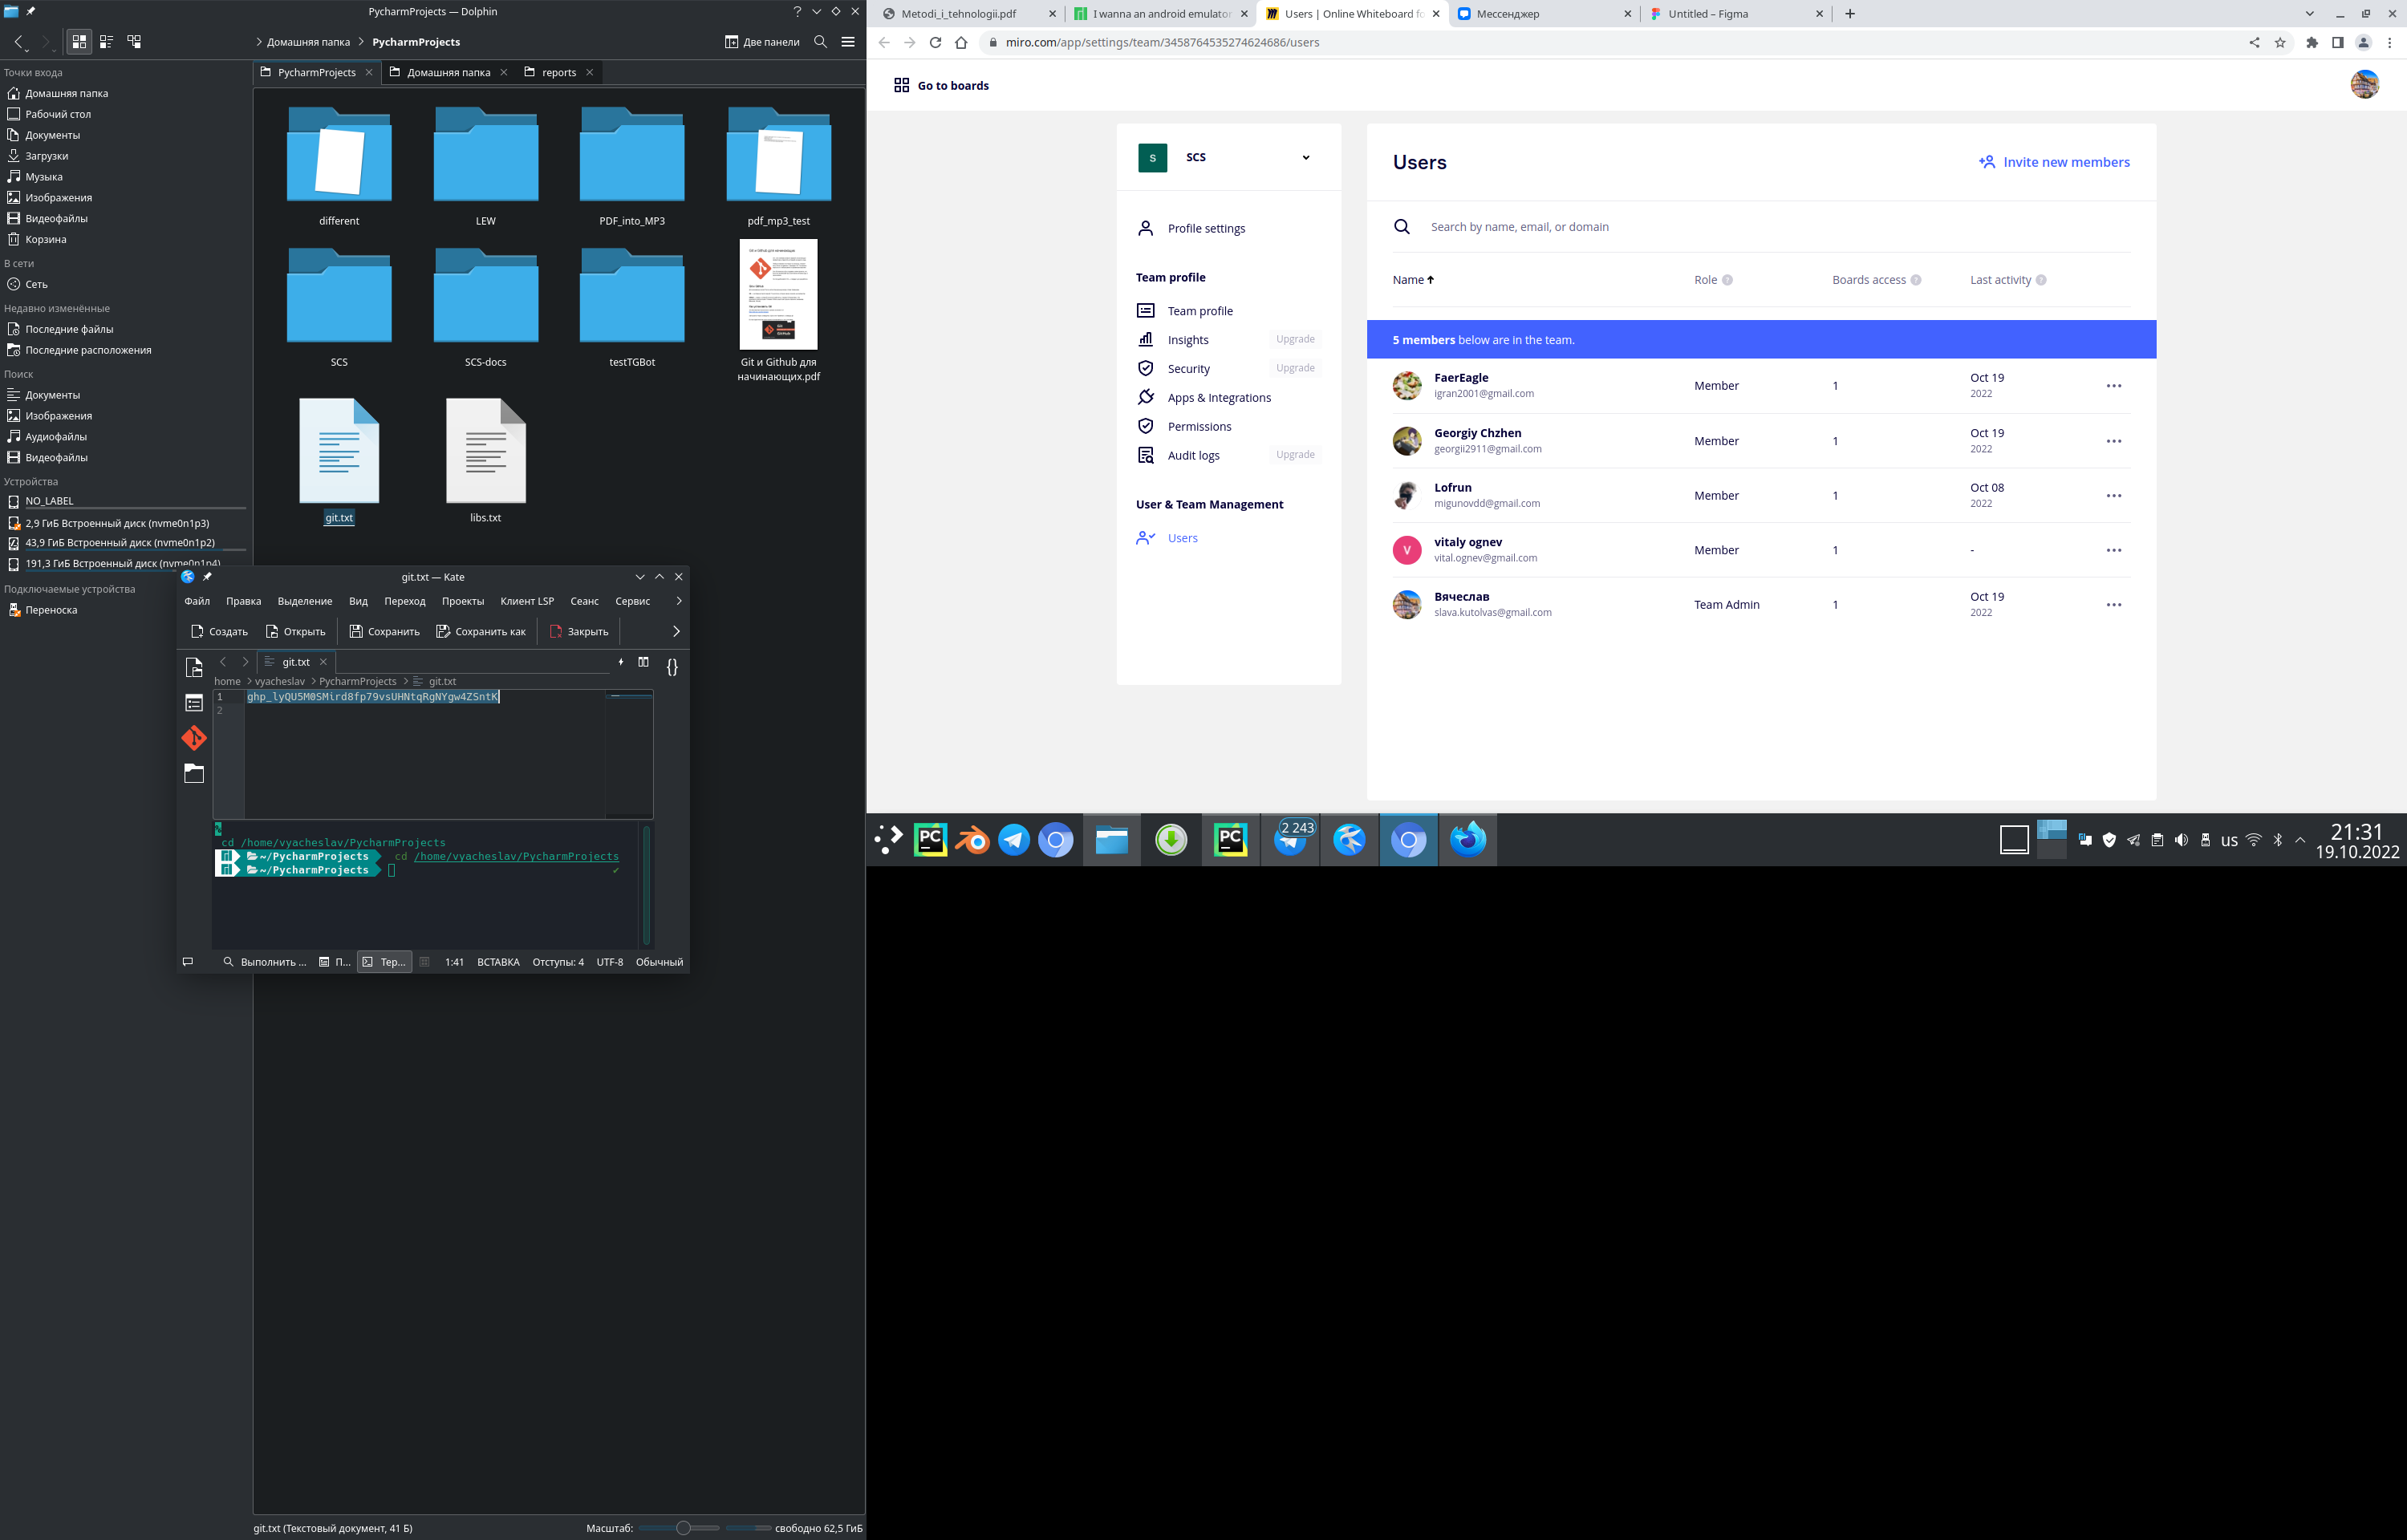 PycharmProjects — Dolphin
Домашняя папка
PycharmProjects
Две панели
Точки входа
Домашняя папка
Рабочий стол
Документы
Загрузки
Музыка
Изображения
Видеофайлы
Корзина
В сети
Сеть
Недавно изменённые
Последние файлы
Последние расположения
Поиск
Документы
Изображения
Аудиофайлы
Видеофайлы
Устройства
NO_LABEL
2,9 ГиБ Встроенный диск (nvme0n1p3)
43,9 ГиБ Встроенный диск (nvme0n1p2)
191,3 ГиБ Встроенный диск (nvme0n1p4)
Подключаемые устройства
Переноска
PycharmProjects
Домашняя папка
reports
different
LEW
PDF_into_MP3
pdf_mp3_test
SCS
SCS-docs
testTGBot
Git и Github для
начинающих.pdf
git.txt
libs.txt
git.txt — Kate
Файл Правка Выделение Вид Переход Проекты Клиент LSP Сеанс Сервис
Создать Открыть Сохранить Сохранить как Закрыть
git.txt
home vyacheslav PycharmProjects git.txt
1 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
2
%
cd /home/vyacheslav/PycharmProjects
~/PycharmProjects cd /home/vyacheslav/PycharmProjects
~/PycharmProjects
Выполнить ... П... Тер... 1:41 ВСТАВКА Отступы: 4 UTF-8 Обычный
git.txt (Текстовый документ, 41 Б)
Масштаб:
свободно 62,5 ГиБ
Metodi_i_tehnologii.pdf
I wanna an android emulator
Users | Online Whiteboard fo
Мессенджер
Untitled – Figma
miro.com/app/settings/team/3458764535274624686/users
Go to boards
S
SCS
Profile settings
Team profile
Team profile
Insights Upgrade
Security Upgrade
Apps & Integrations
Permissions
Audit logs Upgrade
User & Team Management
Users
Users
Invite new members
Search by name, email, or domain
Name Role Boards access Last activity
5 members below are in the team.
FaerEagle
igran2001@gmail.com
Member 1 Oct 19
2022
Georgiy Chzhen
georgii2911@gmail.com
Member 1 Oct 19
2022
Lofrun
migunovdd@gmail.com
Member 1 Oct 08
2022
V
vitaly ognev
vital.ognev@gmail.com
Member 1 -
Вячеслав
slava.kutolvas@gmail.com
Team Admin 1 Oct 19
2022
PC
PC
2 243
us
21:31
19.10.2022